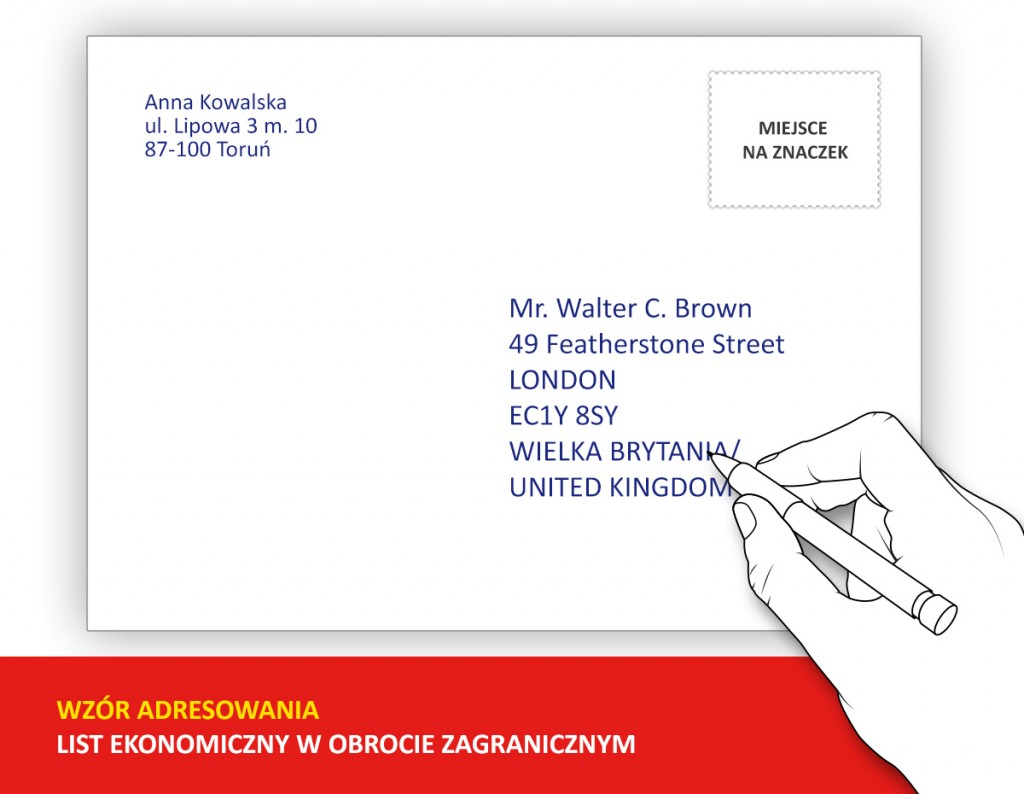 Anna Kowalska
ul. Lipowa 3 m. 10
87-100 Toruń
MIEJSCE
NA ZNACZEK
Mr. Walter C. Brown
49 Featherstone Street
LONDON
EC1Y 8SY
WIELKA BRYTANIA/
UNITED KINGDOM
WZÓR ADRESOWANIA
LIST EKONOMICZNY W OBROCIE ZAGRANICZNYM